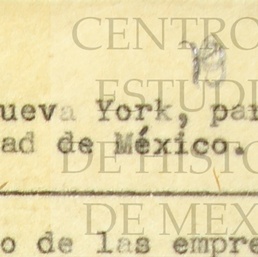 CENTRO
ESTUDI
ueva York, par
ad de México.
DE HISTO
DE MEX
o de las empre